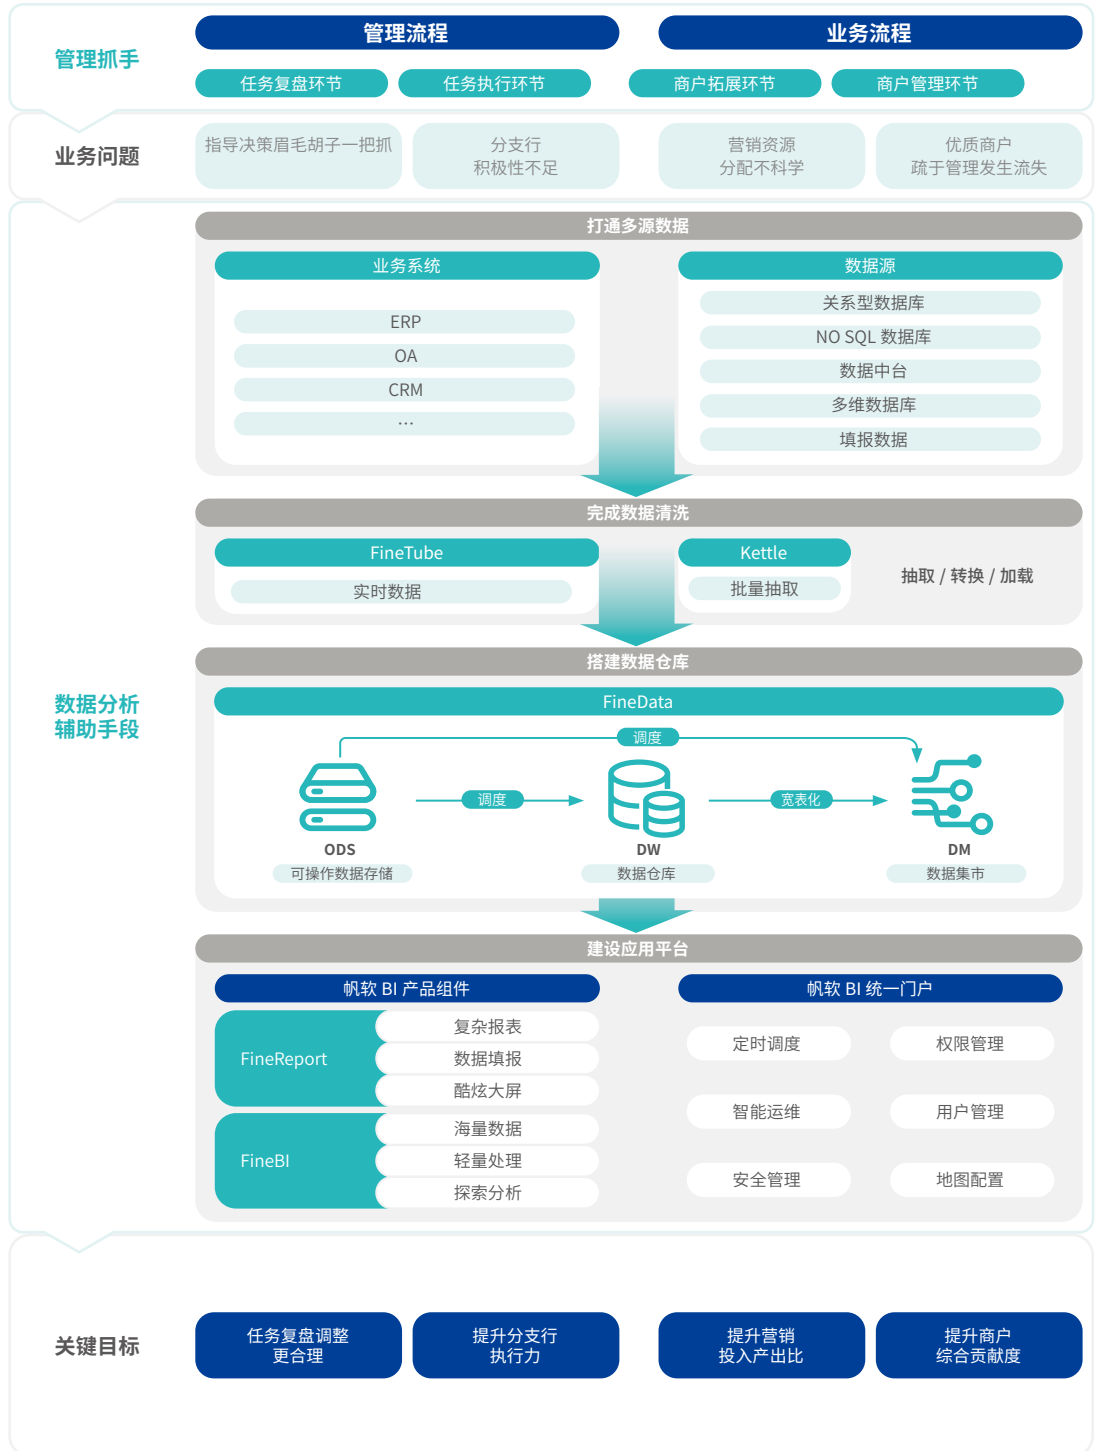 管理抓手
管理流程
业务流程
任务复盘环节
任务执行环节
商户拓展环节
商户管理环节
业务问题
指导决策眉毛胡子一把抓
分支行
积极性不足
营销资源
分配不科学
优质商户
疏于管理发生流失
数据分析
辅助手段
打通多源数据
业务系统
ERP
OA
CRM
…
数据源
关系型数据库
NO SQL 数据库
数据中台
多维数据库
填报数据
完成数据清洗
FineTube
实时数据
Kettle
批量抽取
抽取 / 转换 / 加载
搭建数据仓库
FineData
调度
调度
宽表化
ODS
可操作数据存储
DW
数据仓库
DM
数据集市
建设应用平台
帆软 BI 产品组件
FineReport
复杂报表
数据填报
酷炫大屏
FineBI
海量数据
轻量处理
探索分析
帆软 BI 统一门户
定时调度
权限管理
智能运维
用户管理
安全管理
地图配置
关键目标
任务复盘调整
更合理
提升分支行
执行力
提升营销
投入产出比
提升商户
综合贡献度